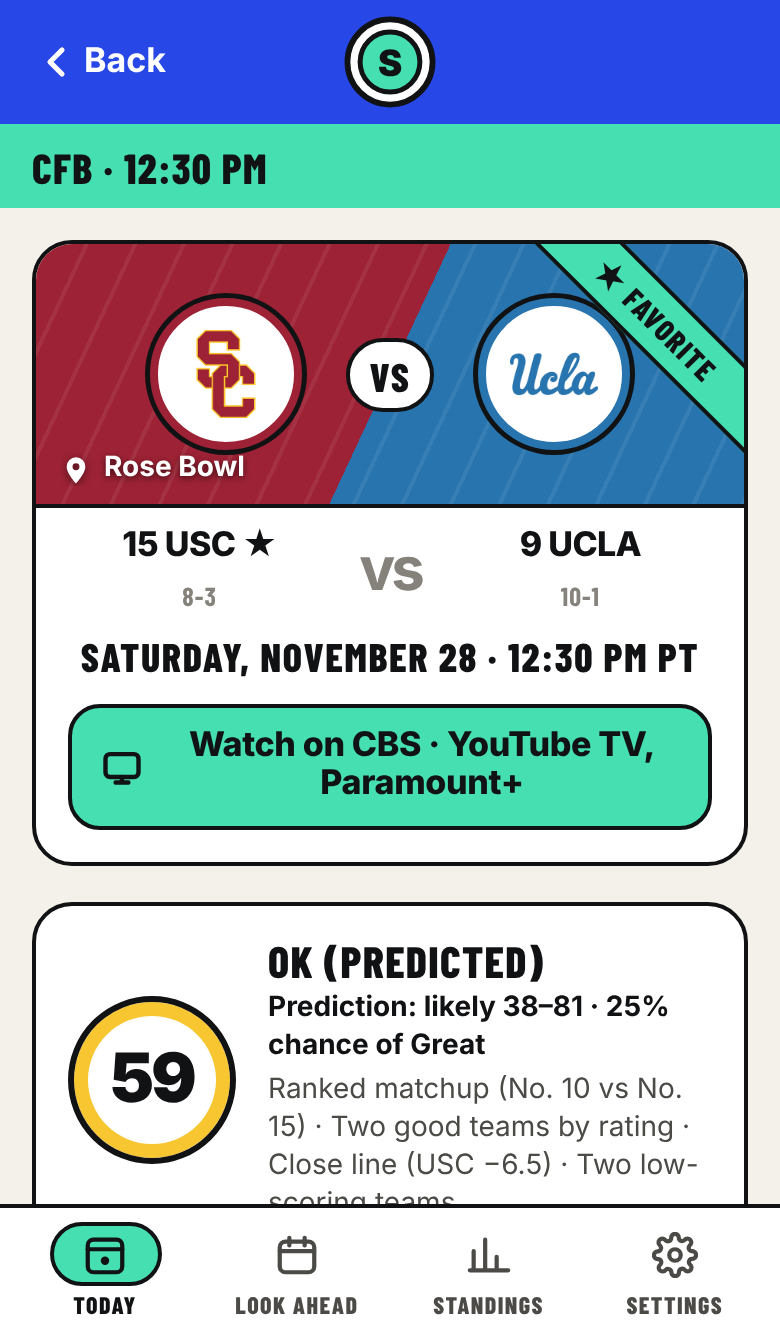 Back
S
CFB · 12:30 PM
★ FAVORITE
SC
VS
Ucla
Rose Bowl
15 USC ★
VS
9 UCLA
8-3
10-1
SATURDAY, NOVEMBER 28 · 12:30 PM PT
Watch on CBS · YouTube TV,
Paramount+
OK (PREDICTED)
Prediction: likely 38–81 · 25%
chance of Great
59
Ranked matchup (No. 10 vs No.
15) · Two good teams by rating ·
Close line (USC −6.5) · Two low-
scoring teams
TODAY
LOOK AHEAD
STANDINGS
SETTINGS